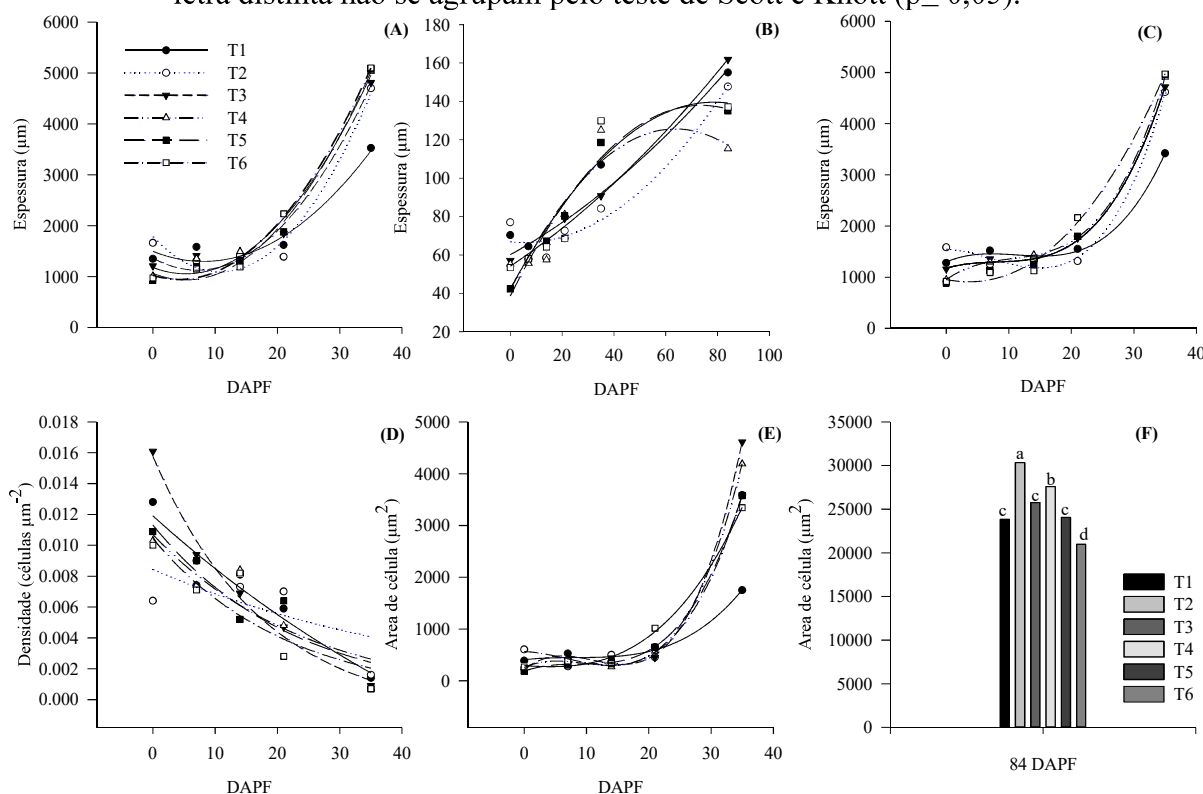 letra distinta não se agrupam pelo teste de Scott e Knott (p≤ 0,05).
(A)
T1
T2
T3
T4
T5
T6
Espessura (µm)
6000
5000
4000
3000
2000
1000
0
0 10 20 30 40
DAPF
(B)
Espessura (µm)
180
160
140
120
100
80
60
40
20
0 20 40 60 80 100
DAPF
(C)
Espessura (µm)
6000
5000
4000
3000
2000
1000
0
0 10 20 30 40
DAPF
(D)
Densidade (células µm-2)
0.018
0.016
0.014
0.012
0.010
0.008
0.006
0.004
0.002
0.000
0 10 20 30 40
DAPF
(E)
Area de célula (µm2)
5000
4000
3000
1000
0
0 10 20 30 40
DAPF
(F)
Area de célula (µm2)
35000
30000
25000
20000
15000
10000
5000
0
c a c b c d
T1
T2
T3
T4
T5
T6
84 DAPF